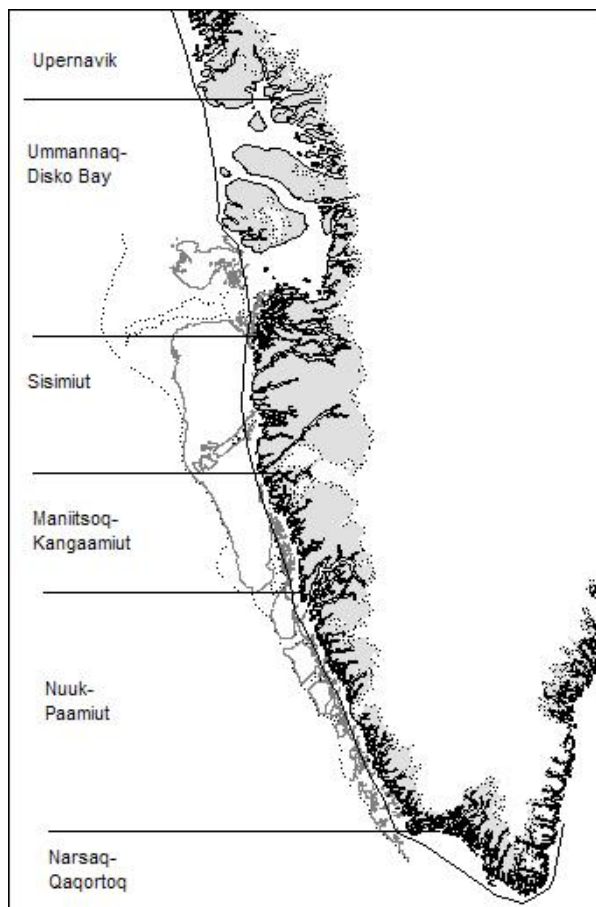 Upernavik
Ummannaq-
Disko Bay
Sisimiut
Maniitsoq-
Kangaamiut
Nuuk-
Paamiut
Narsaq-
Qaqortoq